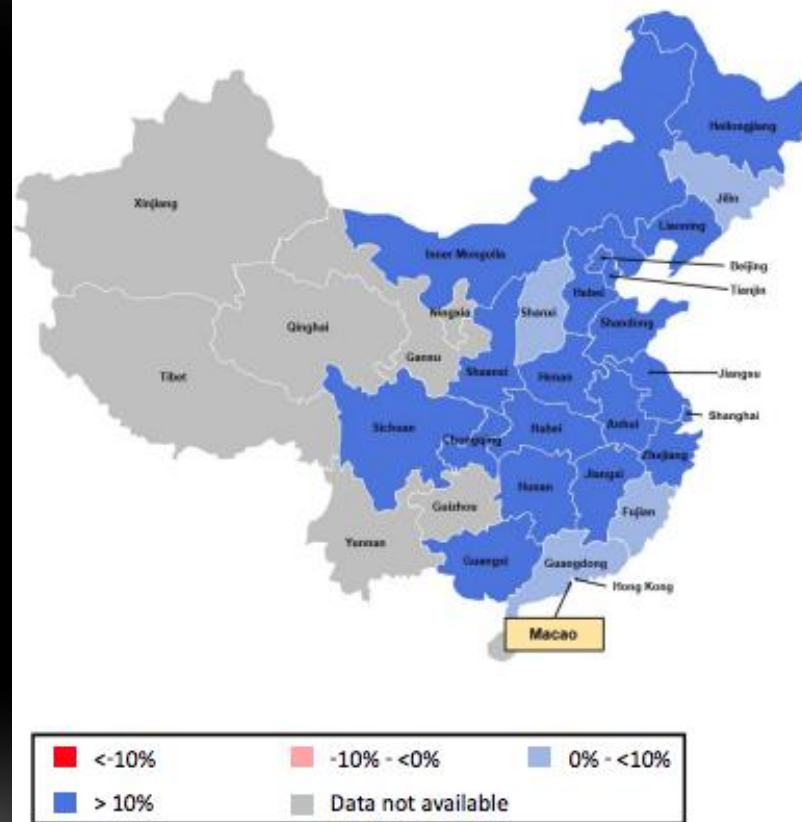 Heilongjiang
Jilin
Xinjiang
Liaoning
Inner Mongolia
Beijing
Hebei
Tianjin
Ningxia
Shanxi
Qinghai
Shandong
Gansu
Tibet
Shaanxi
Henan
Jiangsu
Shanghai
Sichuan
Chongqing
Hubei
Anhui
Zhejiang
Hunan
Jiangxi
Guizhou
Fujian
Yunnan
Guangxi
Guangdong
Hong Kong
Macao
<-10%
-10% - <0%
0% - <10%
> 10%
Data not available